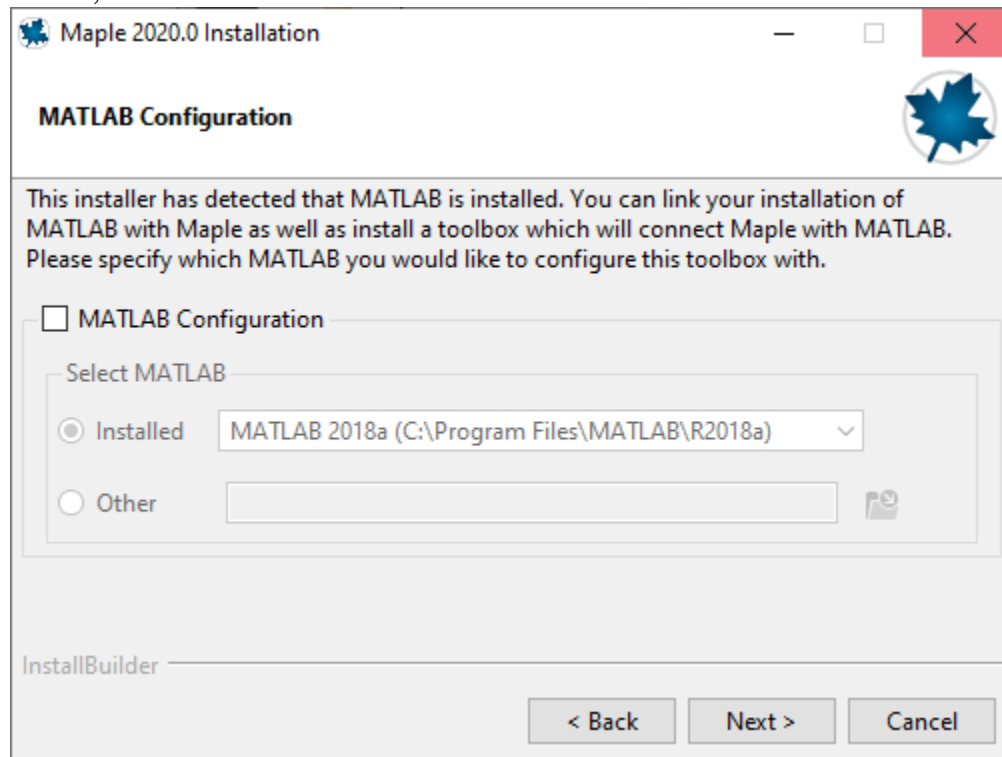 Maple 2020.0 Installation
MATLAB Configuration
This installer has detected that MATLAB is installed. You can link your installation of
MATLAB with Maple as well as install a toolbox which will connect Maple with MATLAB.
Please specify which MATLAB you would like to configure this toolbox with.
MATLAB Configuration
Select MATLAB
Installed MATLAB 2018a (C:\Program Files\MATLAB\R2018a)
Other
InstallBuilder
< Back Next > Cancel